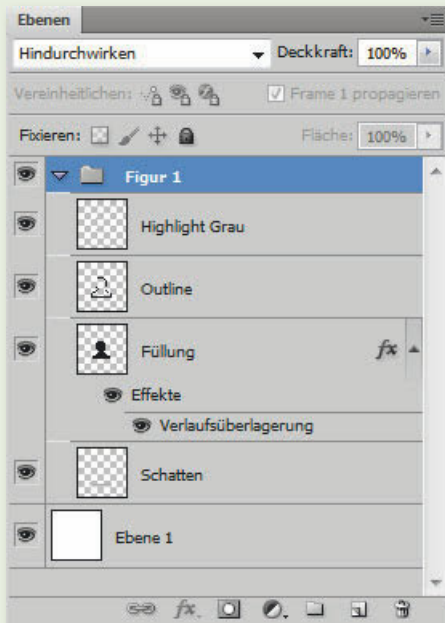 Ebenen
Hindurchwirken Deckkraft: 100%
Vereinheitlichen: Frame 1 propagieren
Fixieren: Fläche: 100%
Figur 1
Highlight Grau
Outline
Füllung fx
Effekte
Verlaufsüberlagerung
Schatten
Ebene 1
fx.